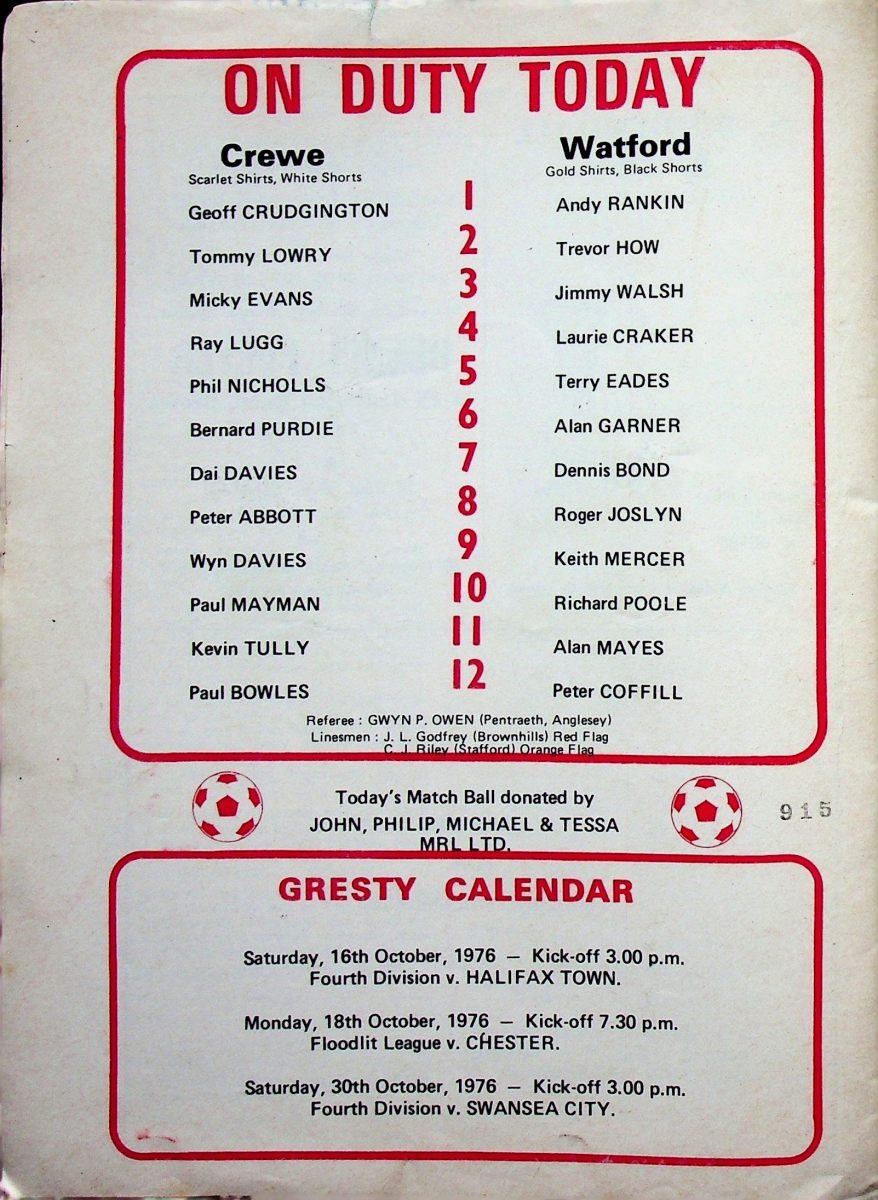 ON DUTY TODAY
Crewe
Scarlet Shirts, White Shorts
Watford
Gold Shirts, Black Shorts
Geoff CRUDGINGTON 1 Andy RANKIN
Tommy LOWRY 2 Trevor HOW
Micky EVANS 3 Jimmy WALSH
Ray LUGG 4 Laurie CRAKER
Phil NICHOLLS 5 Terry EADES
Bernard PURDIE 6 Alan GARNER
Dai DAVIES 7 Dennis BOND
Peter ABBOTT 8 Roger JOSLYN
Wyn DAVIES 9 Keith MERCER
Paul MAYMAN 10 Richard POOLE
Kevin TULLY 11 Alan MAYES
Paul BOWLES 12 Peter COFFILL
Referee : GWYN P. OWEN (Pentraeth, Anglesey)
Linesmen : J. L. Godfrey (Brownhills) Red Flag
C. J. Riley (Stafford) Orange Flag
Today's Match Ball donated by
JOHN, PHILIP, MICHAEL & TESSA
MRL LTD.
915
GRESTY CALENDAR
Saturday, 16th October, 1976 — Kick-off 3.00 p.m.
Fourth Division v. HALIFAX TOWN.
Monday, 18th October, 1976 — Kick-off 7.30 p.m.
Floodlit League v. CHESTER.
Saturday, 30th October, 1976 — Kick-off 3.00 p.m.
Fourth Division v. SWANSEA CITY.